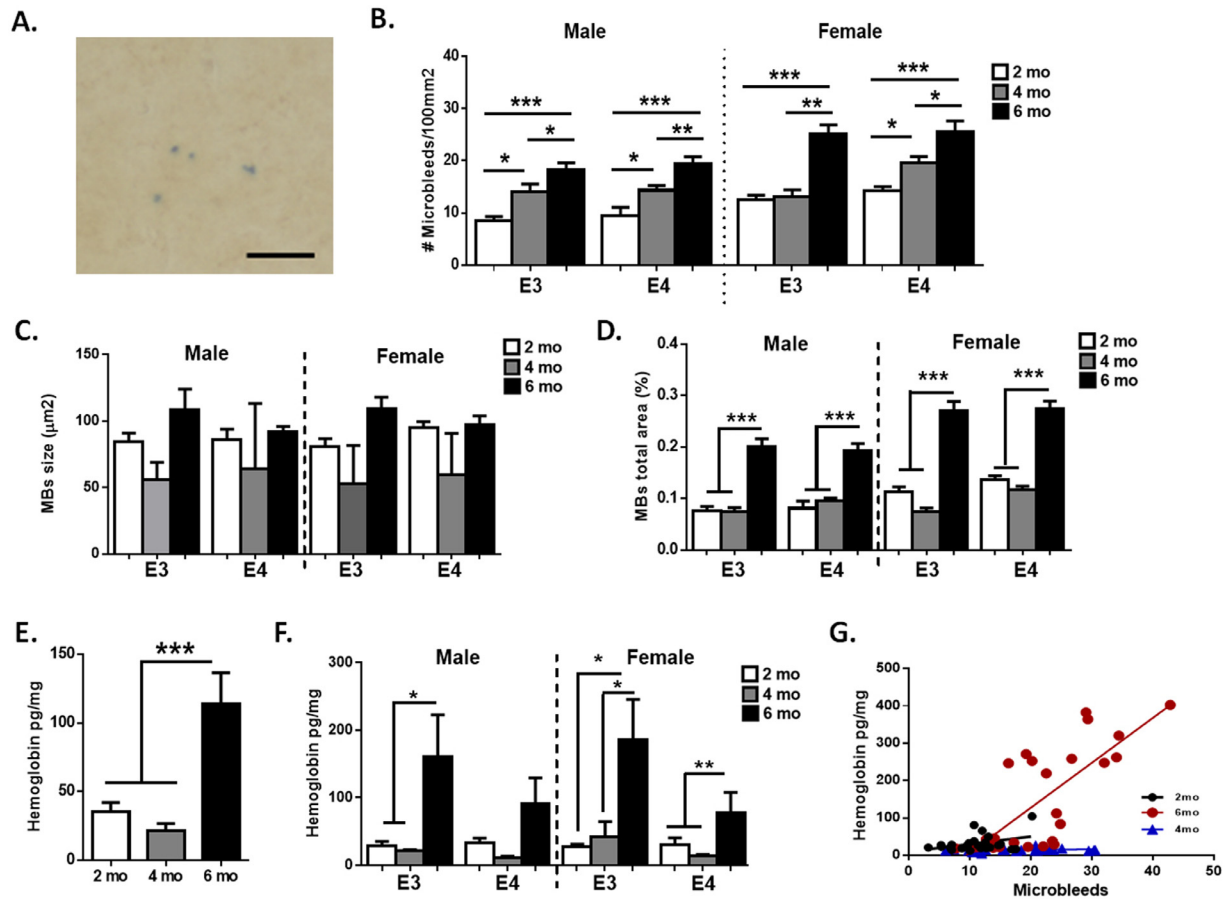 A.
B.
Male
Female
# Microbleeds/100mm2
40
30
20
10
0
***
*
*
***
**
*
***
**
***
*
*
2 mo
4 mo
6 mo
E3
E4
E3
E4
C.
Male
Female
MBs size (μm2)
150
100
50
0
2 mo
4 mo
6 mo
E3
E4
E3
E4
D.
Male
Female
MBs total area (%)
0.4
0.3
0.2
0.1
0.0
***
***
***
***
2 mo
4 mo
6 mo
E3
E4
E3
E4
E.
Hemoglobin pg/mg
150
100
50
0
***
2 mo 4 mo 6 mo
F.
Male
Female
Hemoglobin pg/mg
300
200
100
0
*
*
*
**
2 mo
4 mo
6 mo
E3
E4
E3
E4
G.
Hemoglobin pg/mg
500
400
300
200
100
0
2mo
6mo
4mo
0 10 20 30 40 50
Microbleeds